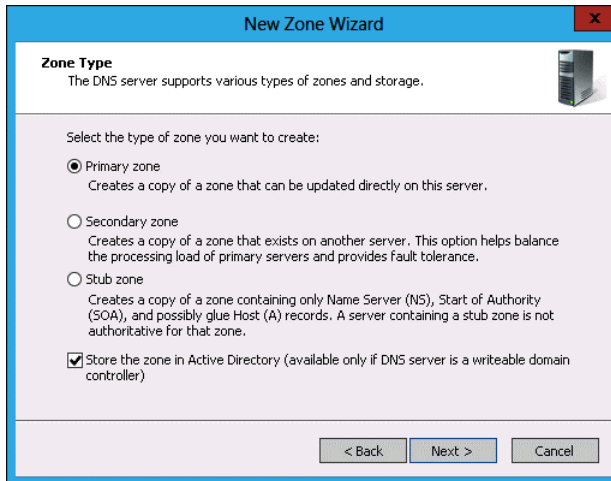 New Zone Wizard
x
Zone Type
The DNS server supports various types of zones and storage.
Select the type of zone you want to create:
Primary zone
Creates a copy of a zone that can be updated directly on this server.
Secondary zone
Creates a copy of a zone that exists on another server. This option helps balance
the processing load of primary servers and provides fault tolerance.
Stub zone
Creates a copy of a zone containing only Name Server (NS), Start of Authority
(SOA), and possibly glue Host (A) records. A server containing a stub zone is not
authoritative for that zone.
Store the zone in Active Directory (available only if DNS server is a writeable domain
controller)
< Back Next > Cancel